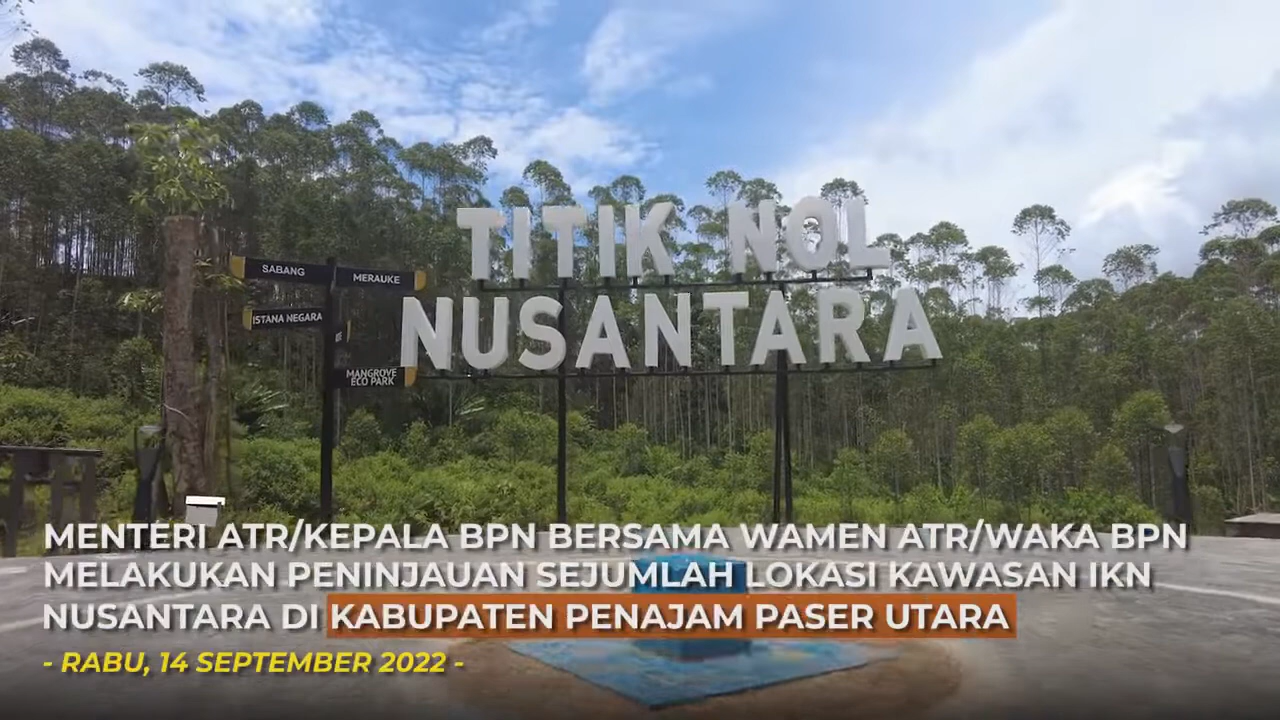 TITIK NOL
NUSANTARA
SABANG
MERAUKE
ISTANA NEGARA
MANGROVE
ECO PARK
MENTERI ATR/KEPALA BPN BERSAMA WAMEN ATR/WAKA BPN
MELAKUKAN PENINJAUAN SEJUMLAH LOKASI KAWASAN IKN
NUSANTARA DI KABUPATEN PENAJAM PASER UTARA
- RABU, 14 SEPTEMBER 2022 -